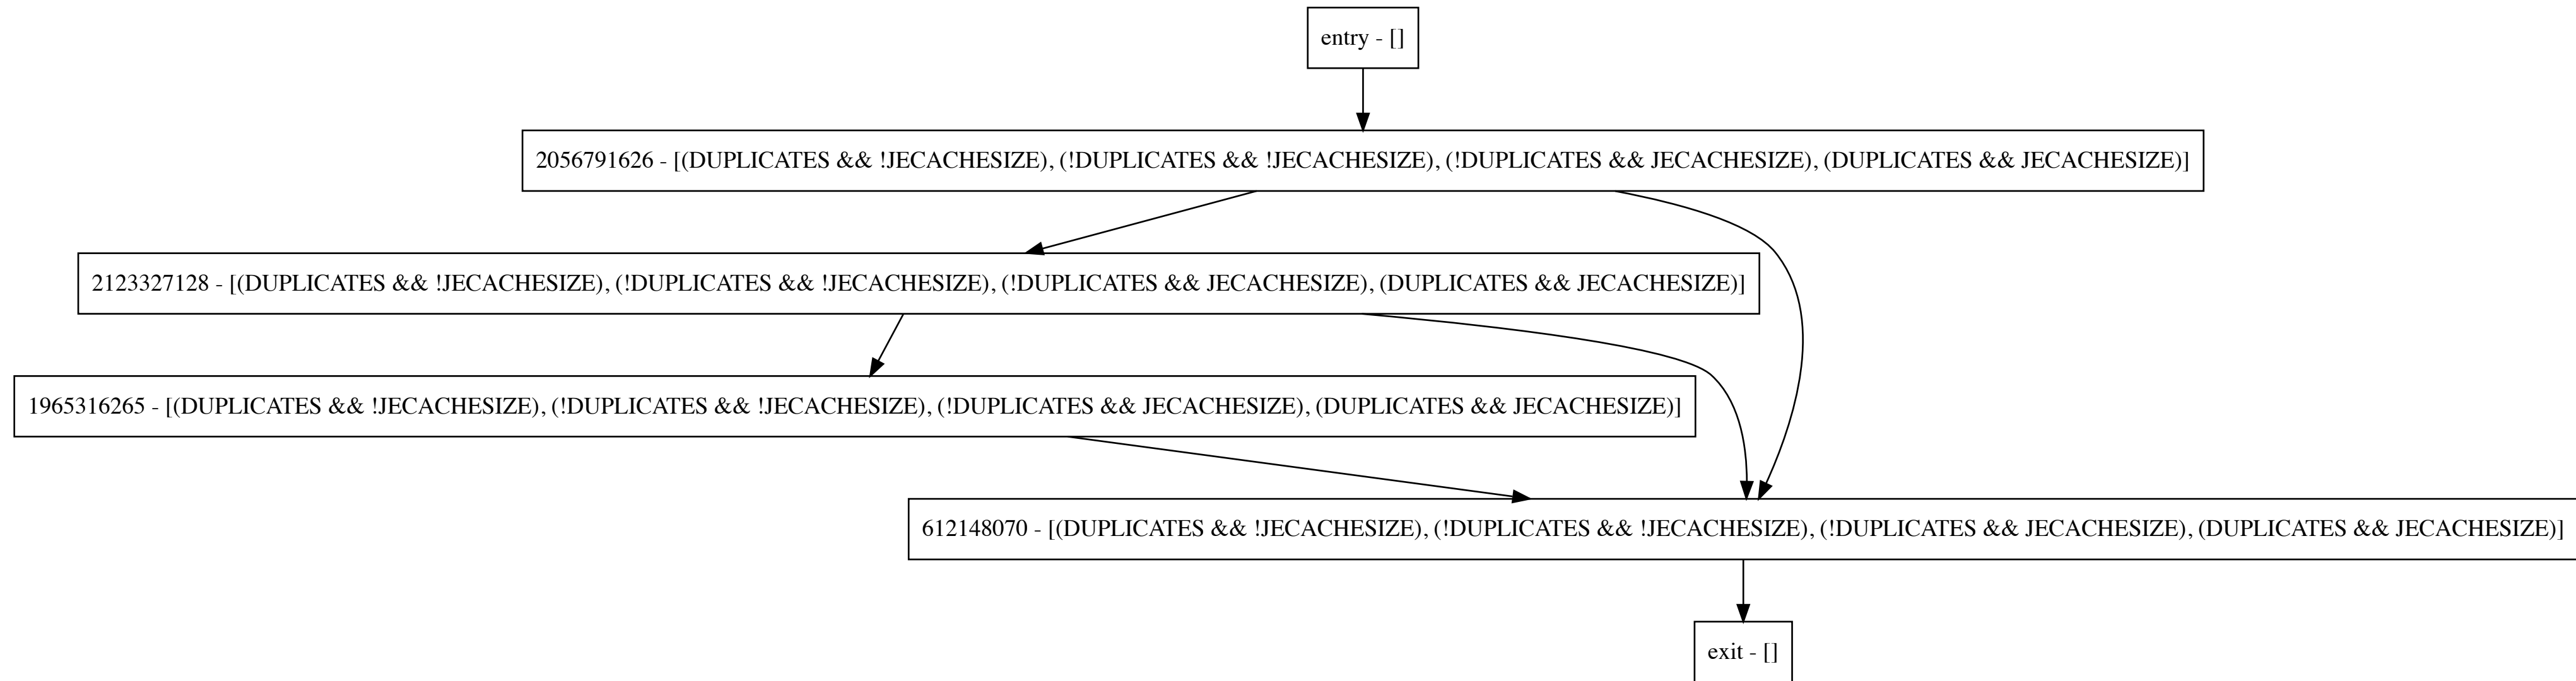 entry - []
2056791626 - [(DUPLICATES && !JECACHESIZE), (!DUPLICATES && !JECACHESIZE), (!DUPLICATES && JECACHESIZE), (DUPLICATES && JECACHESIZE)]
2123327128 - [(DUPLICATES && !JECACHESIZE), (!DUPLICATES && !JECACHESIZE), (!DUPLICATES && JECACHESIZE), (DUPLICATES && JECACHESIZE)]
1965316265 - [(DUPLICATES && !JECACHESIZE), (!DUPLICATES && !JECACHESIZE), (!DUPLICATES && JECACHESIZE), (DUPLICATES && JECACHESIZE)]
612148070 - [(DUPLICATES && !JECACHESIZE), (!DUPLICATES && !JECACHESIZE), (!DUPLICATES && JECACHESIZE), (DUPLICATES && JECACHESIZE)]
exit - []